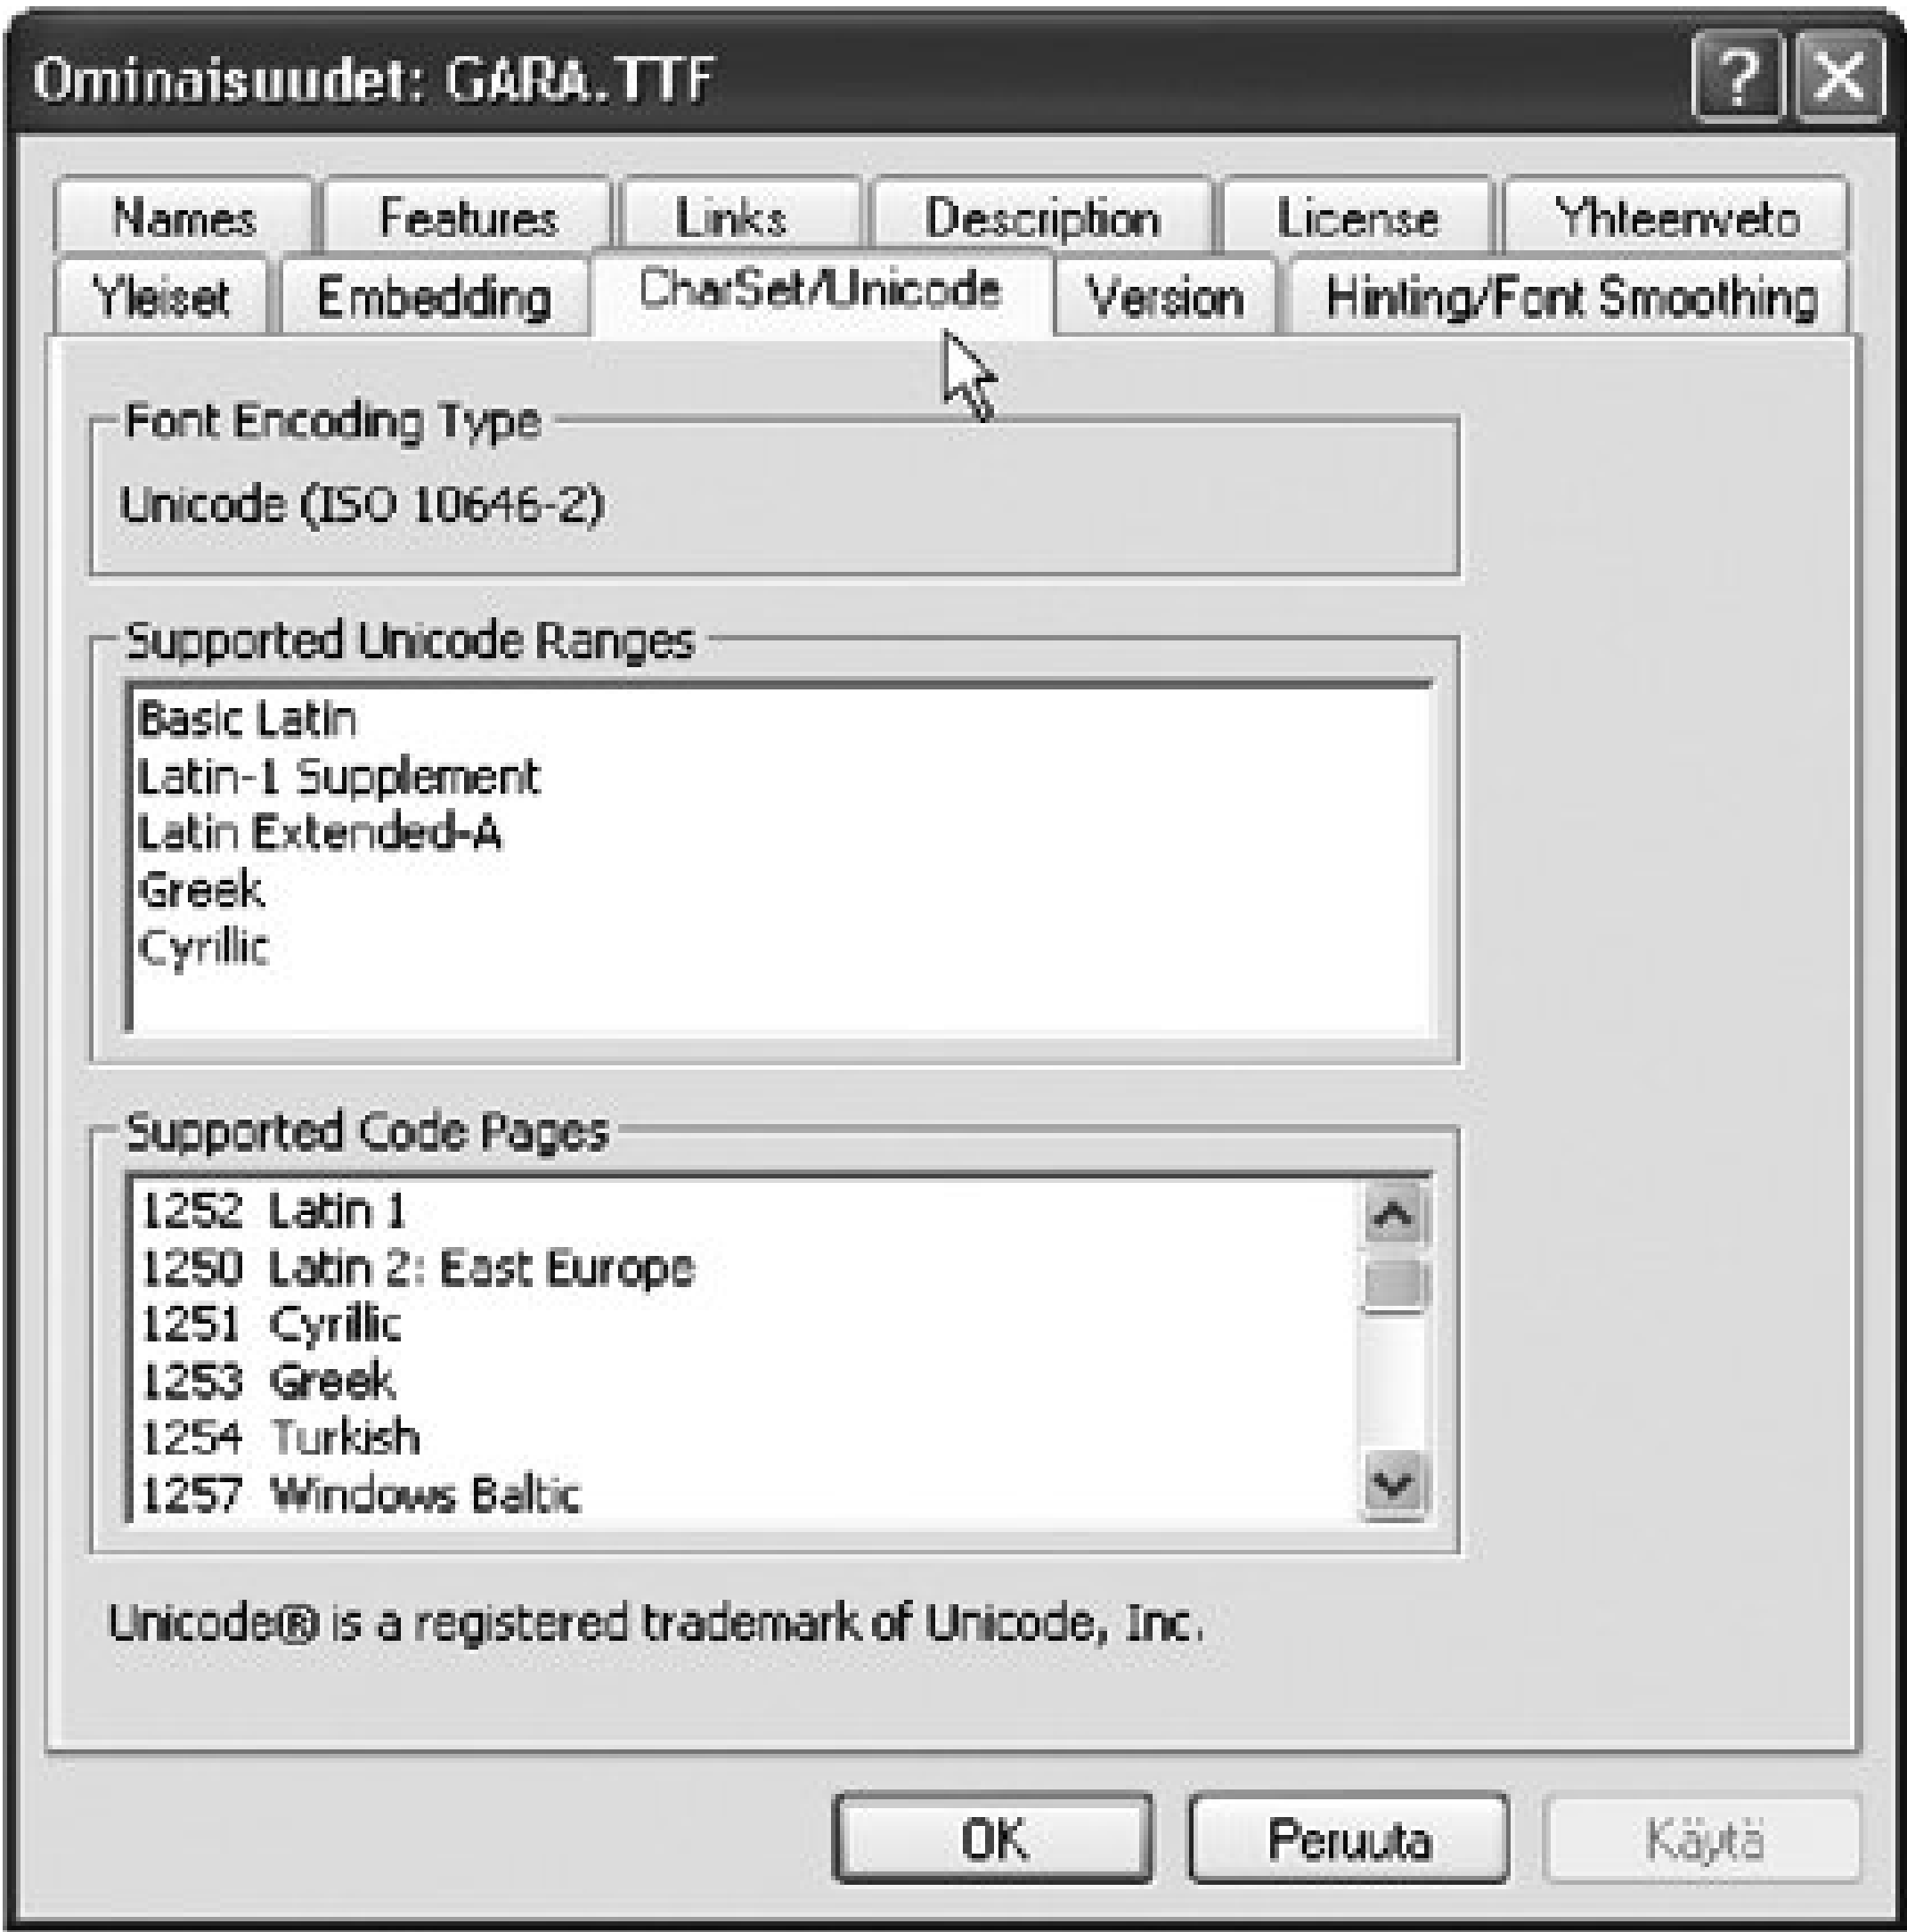 Ominaisuudet: GARA.TTF
Names Features Links Description License Yhteenveto
Yleiset Embedding CharSet/Unicode Version Hinting/Font Smoothing
Font Encoding Type
Unicode (ISO 10646-2)
Supported Unicode Ranges
Basic Latin
Latin-1 Supplement
Latin Extended-A
Greek
Cyrillic
Supported Code Pages
1252 Latin 1
1250 Latin 2: East Europe
1251 Cyrillic
1253 Greek
1254 Turkish
1257 Windows Baltic
Unicode® is a registered trademark of Unicode, Inc.
OK Peruuta Käytä